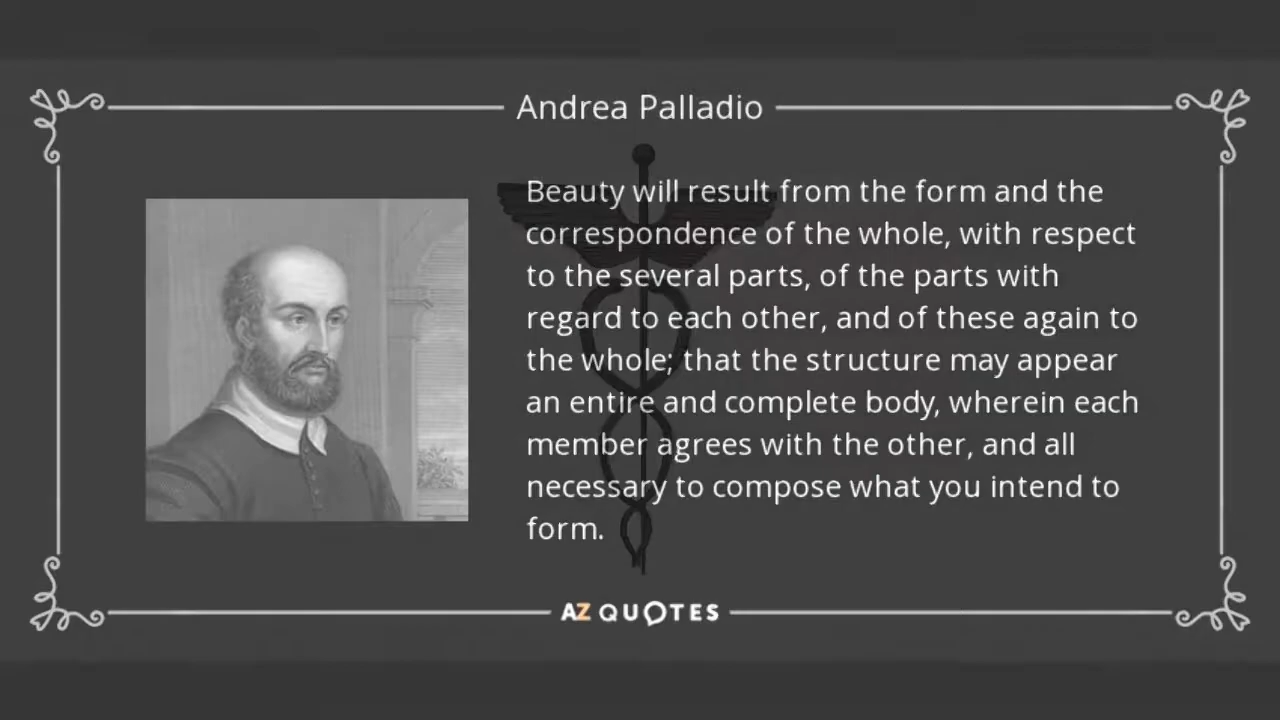 Andrea Palladio
Beauty will result from the form and the
correspondence of the whole, with respect
to the several parts, of the parts with
regard to each other, and of these again to
the whole; that the structure may appear
an entire and complete body, wherein each
member agrees with the other, and all
necessary to compose what you intend to
form.
AZ QUOTES